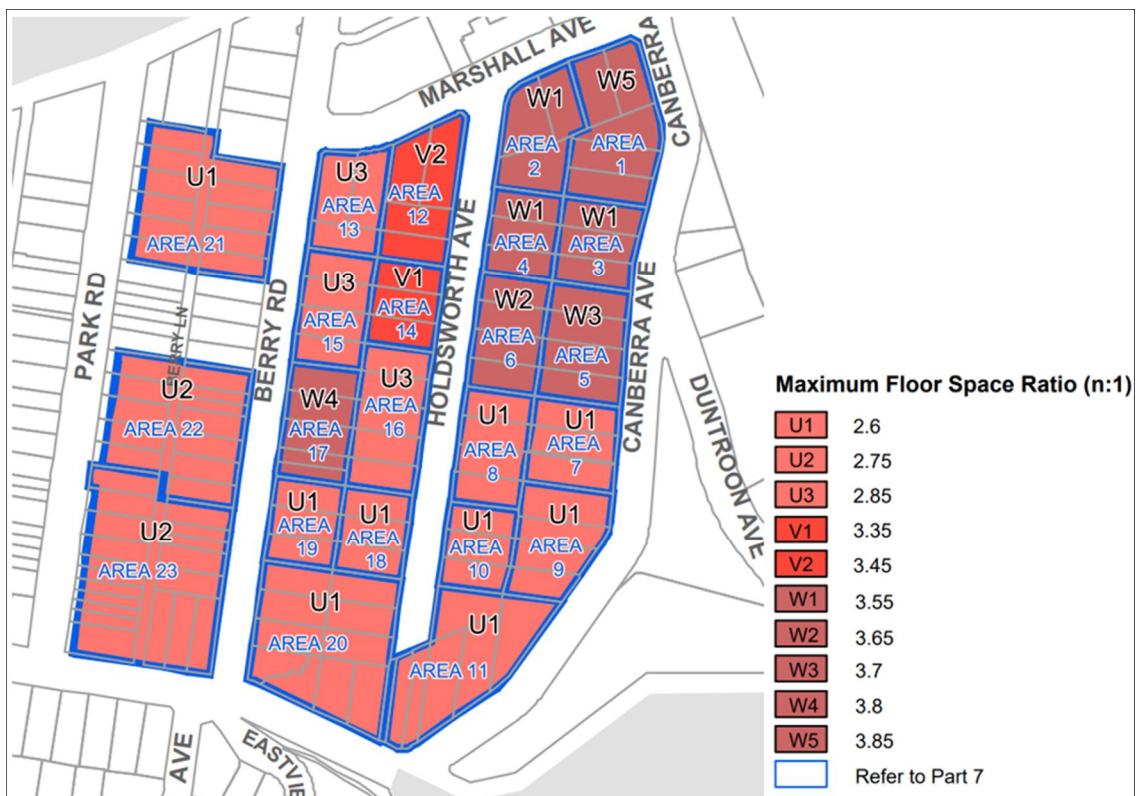 MARSHALL AVE
CANBERRA
W5
W1
AREA
1
AREA
2
V2
AREA
12
U3
AREA
13
U1
AREA 21
W1
AREA
4
W1
AREA
3
HOLDSWORTH AVE
V1
AREA
14
U3
AREA
15
W2
AREA
6
W3
AREA
5
CANBERRA AVE
PARK RD
BERRY LN
BERRY RD
U3
AREA
16
W4
AREA
17
U2
AREA 22
U1
AREA
8
U1
AREA
7
DUNTROON AVE
U1
AREA
19
U1
AREA
18
U1
AREA
10
U1
AREA
9
U2
AREA 23
U1
AREA 20
U1
AREA 11
AVE
EASTVIEW
Maximum Floor Space Ratio (n:1)
U1 2.6
U2 2.75
U3 2.85
V1 3.35
V2 3.45
W1 3.55
W2 3.65
W3 3.7
W4 3.8
W5 3.85
Refer to Part 7